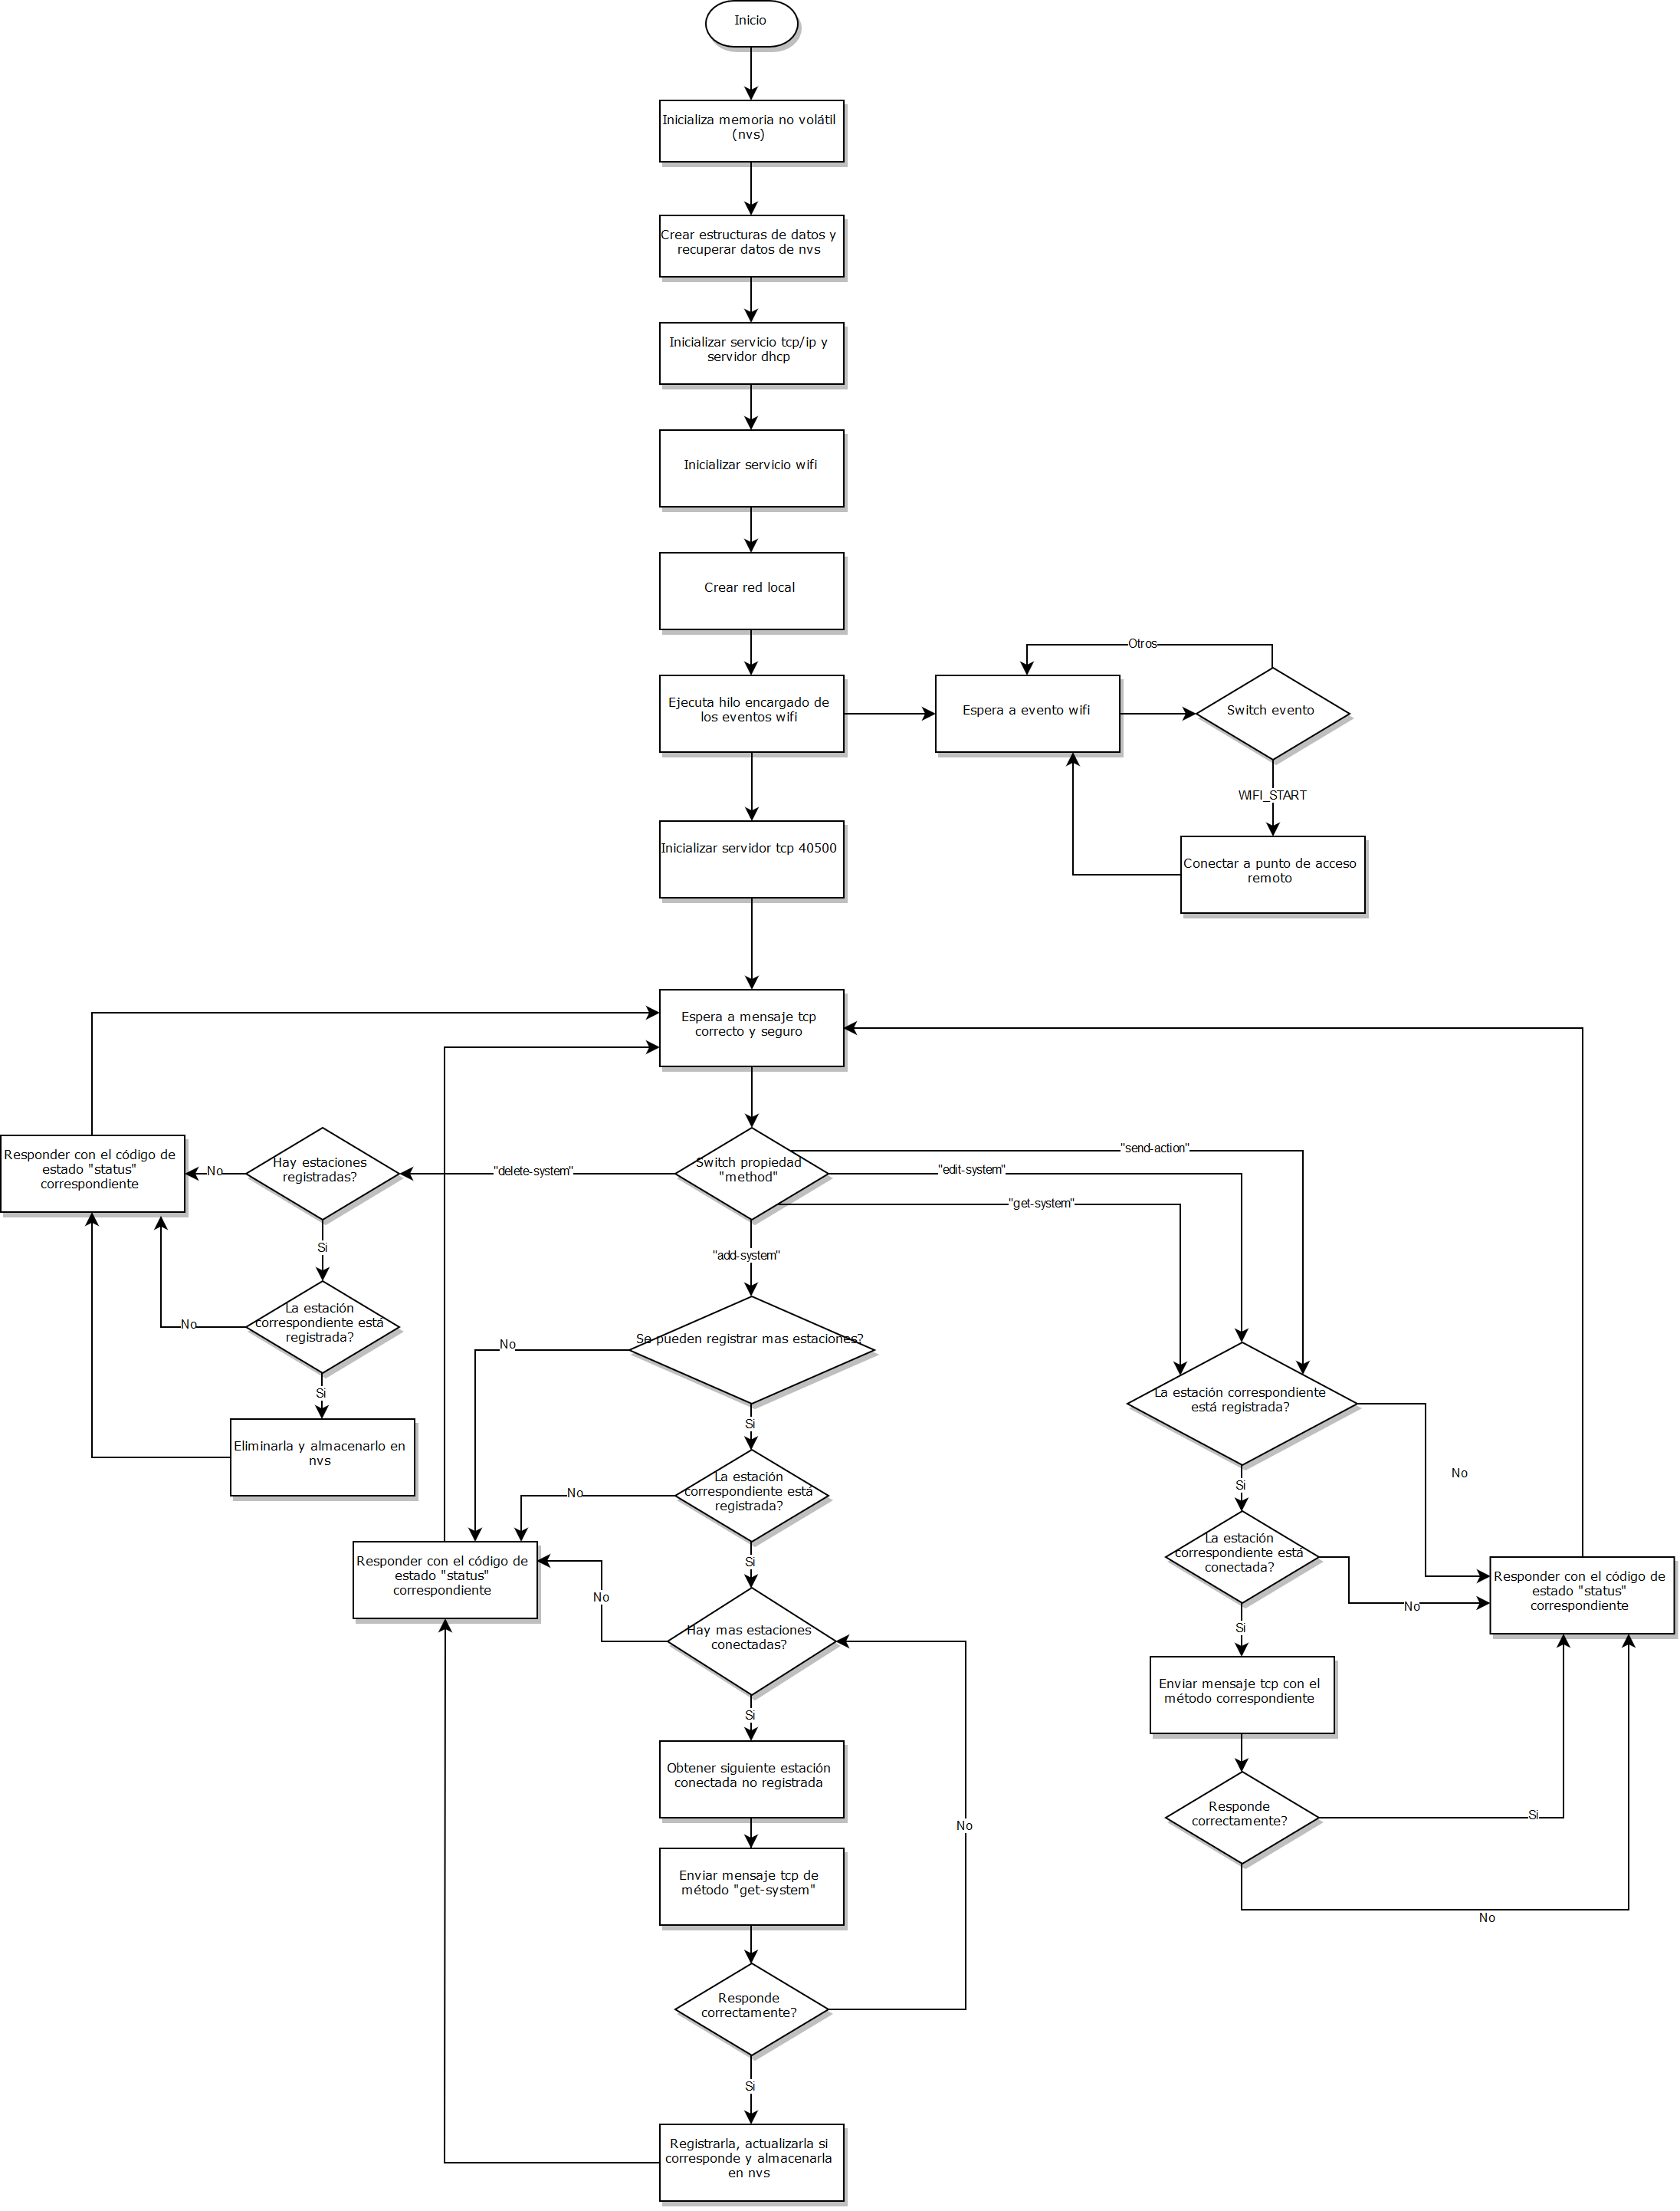 Inicio
Inicializa memoria no volátil
(nvs)
Crear estructuras de datos y
recuperar datos de nvs
Inicializar servicio tcp/ip y
servidor dhcp
Inicializar servicio wifi
Crear red local
Otros
Ejecuta hilo encargado de
los eventos wifi
Espera a evento wifi
Switch evento
WIFI_START
Inicializar servidor tcp 40500
Conectar a punto de acceso
remoto
Espera a mensaje tcp
correcto y seguro
Responder con el código de
estado "status"
correspondiente
No
Hay estaciones
registradas?
"delete-system"
Switch propiedad
"method"
"send-action"
"edit-system"
"get-system"
Si
"add-system"
La estación
correspondiente está
registrada?
No
Si
Eliminarla y almacenarlo en
nvs
Se pueden registrar mas estaciones?
No
Si
La estación
correspondiente está
registrada?
No
Si
Responder con el código de
estado "status"
correspondiente
No
Hay mas estaciones
conectadas?
Si
Obtener siguiente estación
conectada no registrada
Enviar mensaje tcp de
método "get-system"
No
Responde
correctamente?
Si
Registrarla, actualizarla si
corresponde y almacenarla
en nvs
La estación correspondiente
está registrada?
No
Si
La estación
correspondiente está
conectada?
No
Responder con el código de
estado "status"
correspondiente
Si
Enviar mensaje tcp con el
método correspondiente
Responde
correctamente?
Si
No